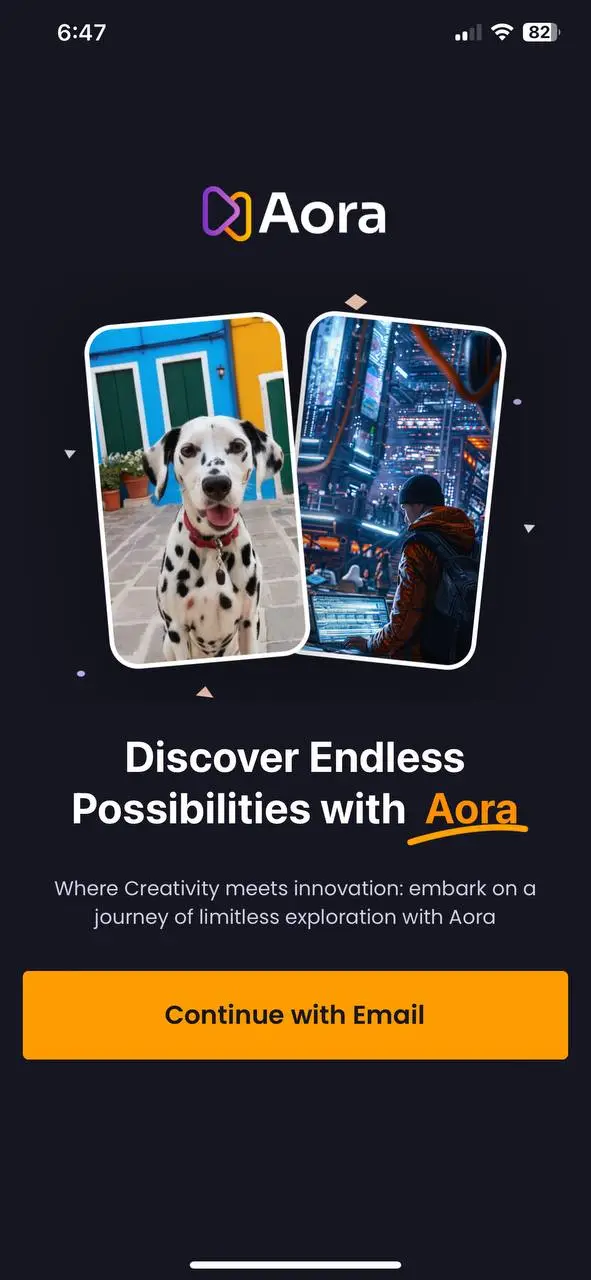 6:47
82
Aora
Discover Endless
Possibilities with Aora
Where Creativity meets innovation: embark on a
journey of limitless exploration with Aora
Continue with Email